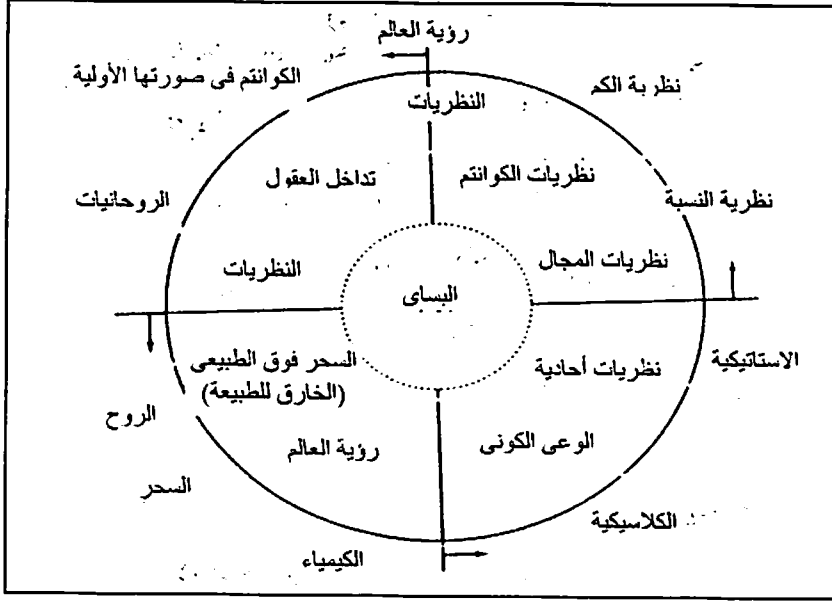 رؤية العالم
الكوانتم فى صورتها الأولية
نظرية الكم
النظريات
تداخل العقول
نظريات الكوانتم
الروحانيات
نظرية النسبة
النظريات
نظريات المجال
البساى
السحر فوق الطبيعى
(الخارق للطبيعة)
نظريات أحادية
الاستاتيكية
الروح
رؤية العالم
الوعى الكونى
السحر
الكلاسيكية
الكيمياء